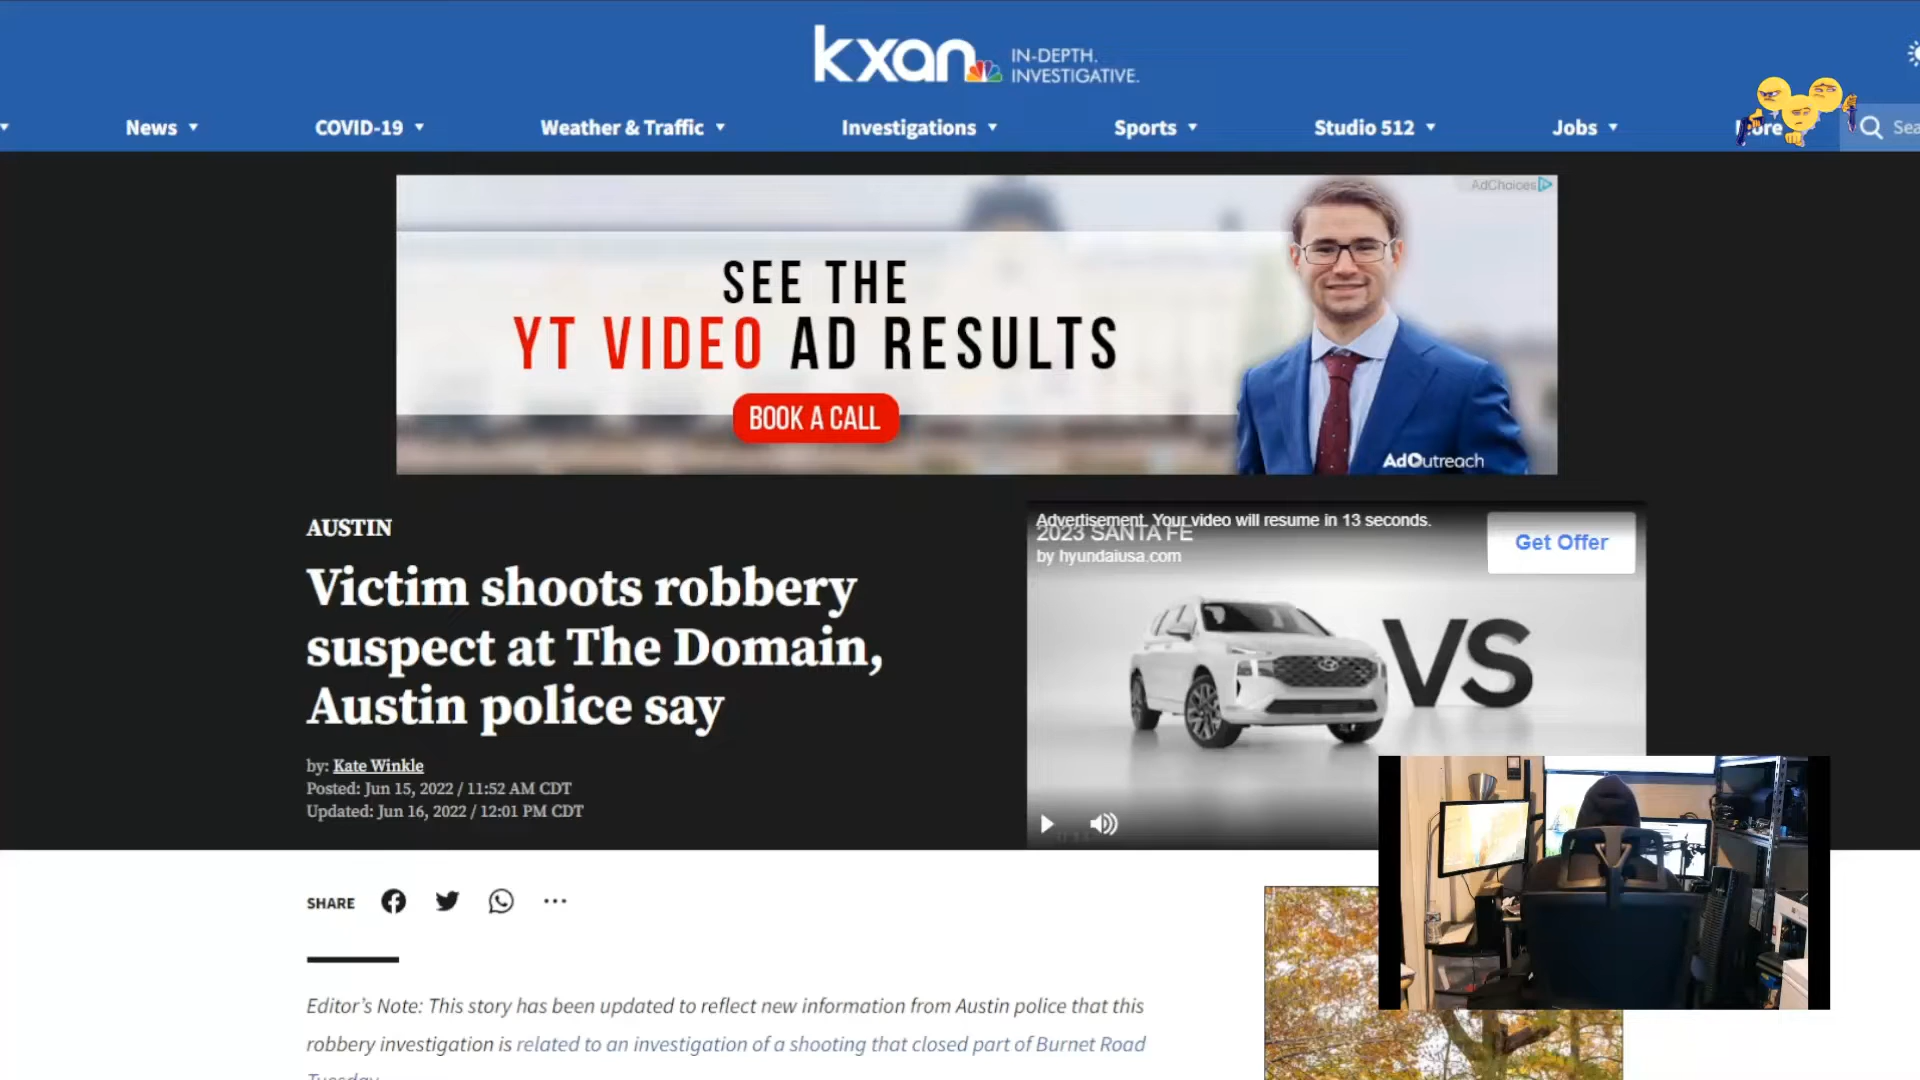 kxan
IN-DEPTH.
INVESTIGATIVE.
News
COVID-19
Weather & Traffic
Investigations
Sports
Studio 512
Jobs
AdChoices
SEE THE
YT VIDEO AD RESULTS
BOOK A CALL
AdOutreach
AUSTIN
Victim shoots robbery
suspect at The Domain,
Austin police say
by: Kate Winkle
Posted: Jun 15, 2022 / 11:52 AM CDT
Updated: Jun 16, 2022 / 12:01 PM CDT
Advertisement. Your video will resume in 13 seconds.
2023 SANTA FE
by hyundaiusa.com
Get Offer
VS
SHARE
Editor's Note: This story has been updated to reflect new information from Austin police that this
robbery investigation is related to an investigation of a shooting that closed part of Burnet Road